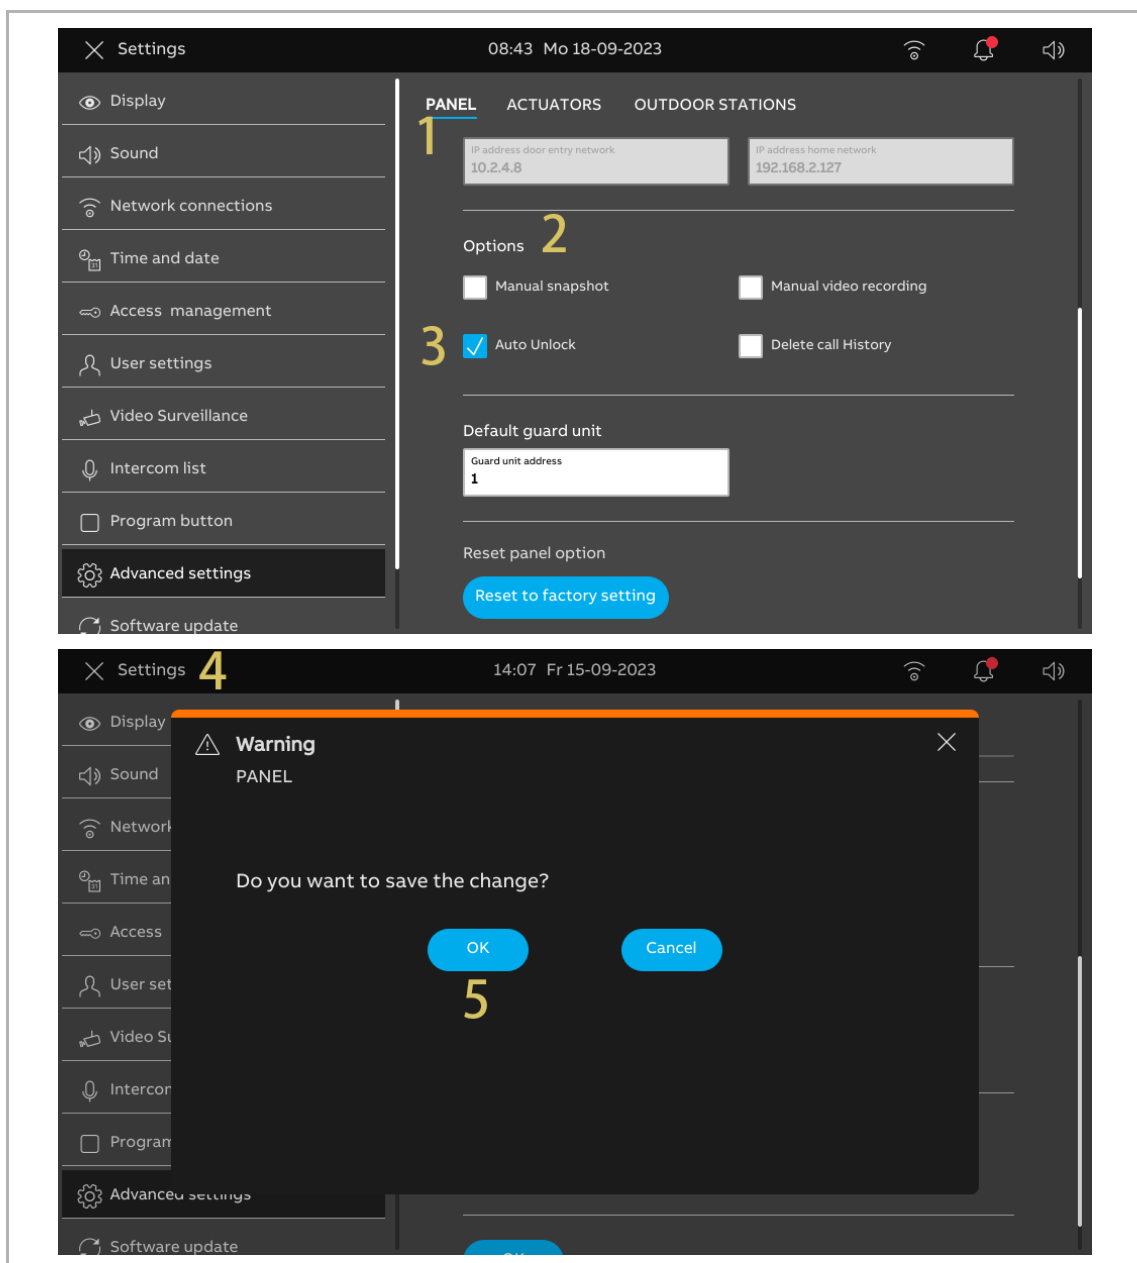 Settings 08:43 Mo 18-09-2023
Display
PANEL ACTUATORS OUTDOOR STATIONS
1
Sound
IP address door entry network IP address home network
10.2.4.8 192.168.2.127
Network connections
Options 2
Time and date
Manual snapshot Manual video recording
Access management
3 Auto Unlock Delete call History
User settings
Video Surveillance
Default guard unit
Guard unit address
1
Intercom list
Program button
Reset panel option
Advanced settings
Reset to factory setting
Software update
Settings 4 14:07 Fr 15-09-2023
Display
Warning
PANEL
Sound
Network
Time an
Do you want to save the change?
Access
OK Cancel
5
User set
Video Su
Intercon
Program
Advanced settings
Software update